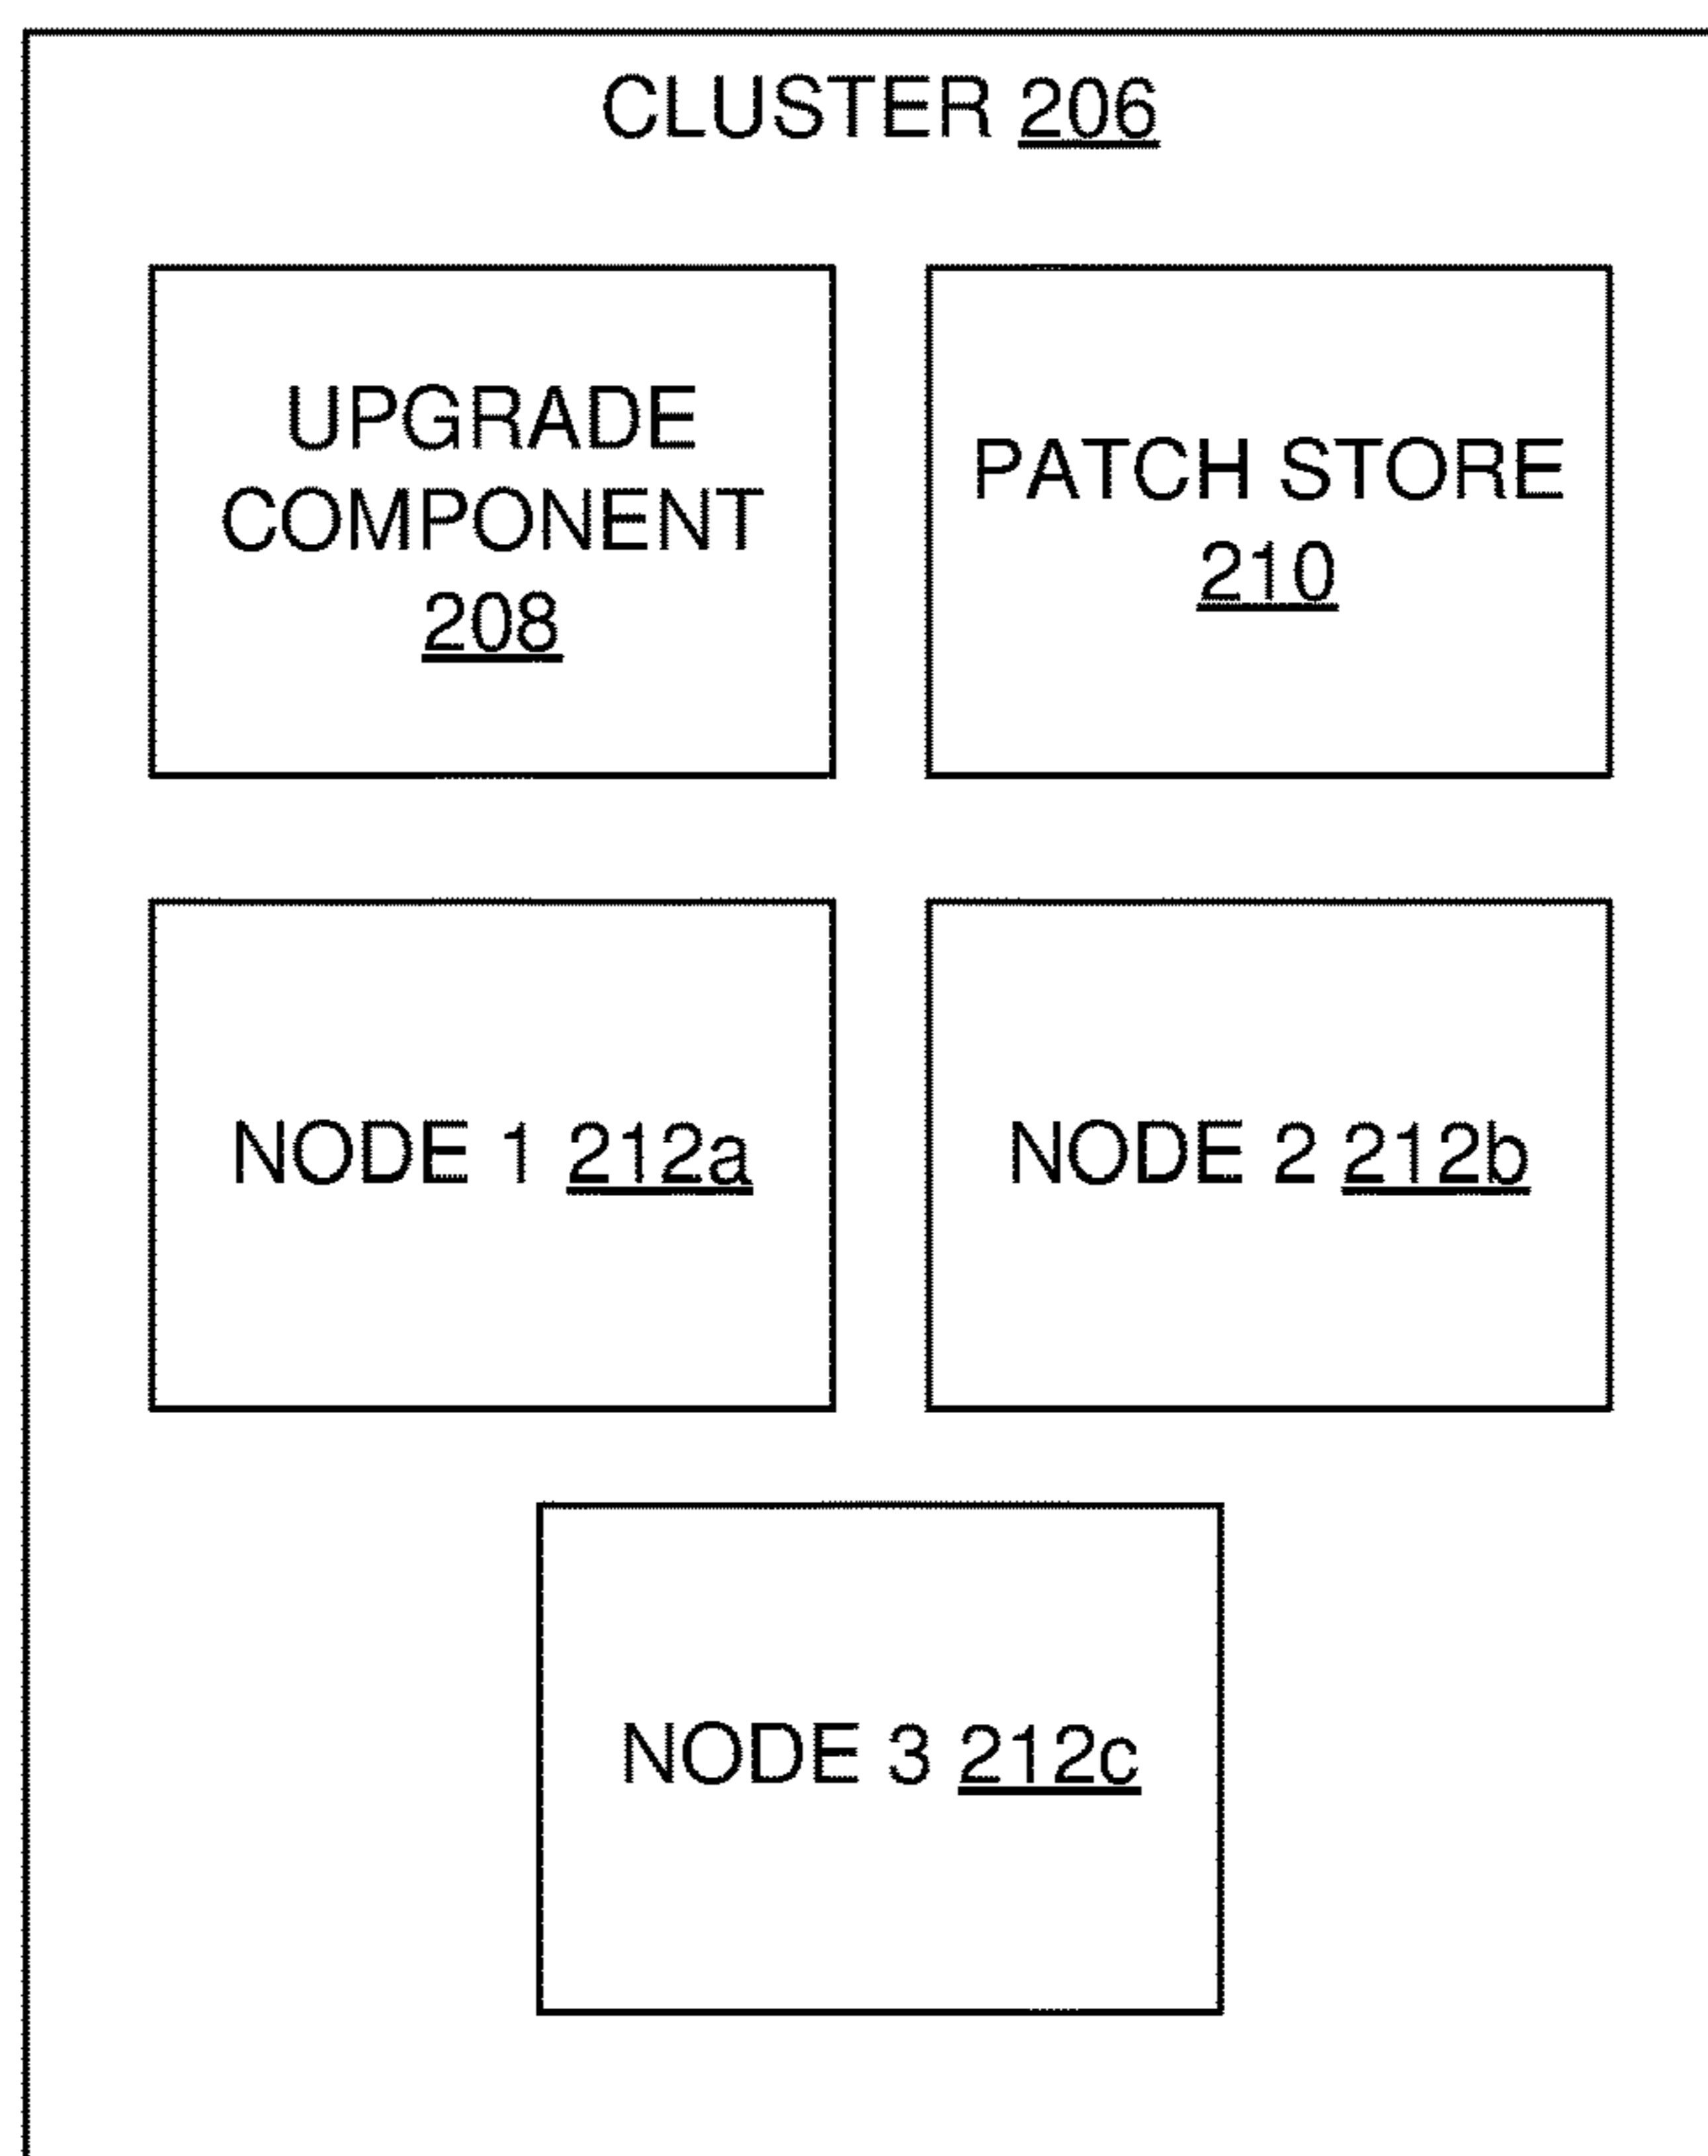 CLUSTER 206
UPGRADE
COMPONENT
208
PATCH STORE
210
NODE 1 212a
NODE 2 212b
NODE 3 212c